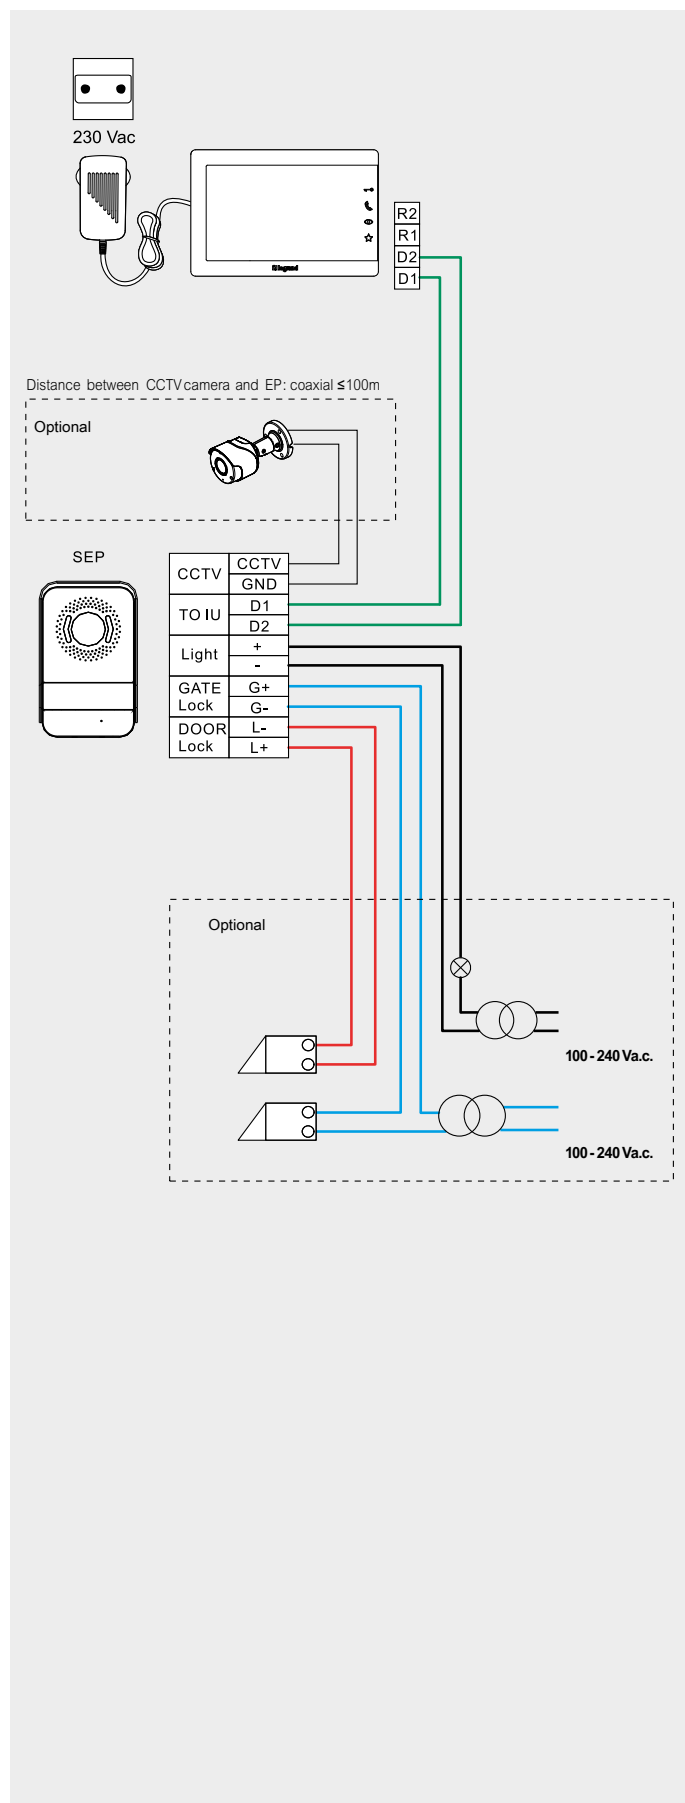 230 Vac
legrand
R2
R1
D2
D1
Distance between CCTV camera and EP: coaxial ≤100m
Optional
SEP
CCTV
CCTV
GND
TO IU
D1
D2
Light
+
-
GATE
Lock
G+
G-
DOOR
Lock
L-
L+
Optional
100 - 240 Va.c.
100 - 240 Va.c.